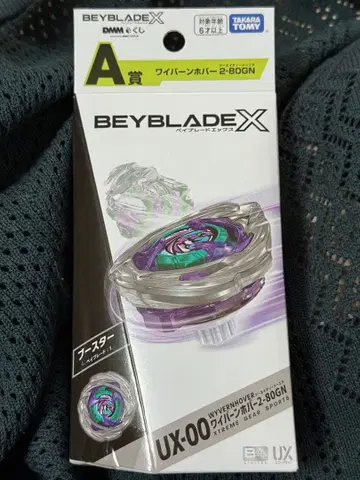 BEYBLADE X
DMMくじ
対象年齢
6才以上
TAKARA
TOMY
A賞
ワイバーンホバー2-80GN
BEYBLADE X
ベイブレードエックス
ブースター
UX-00
WYVERNHOVER
ワイバーンホバー2-80GN
XTREME GEAR SPORTS
UX